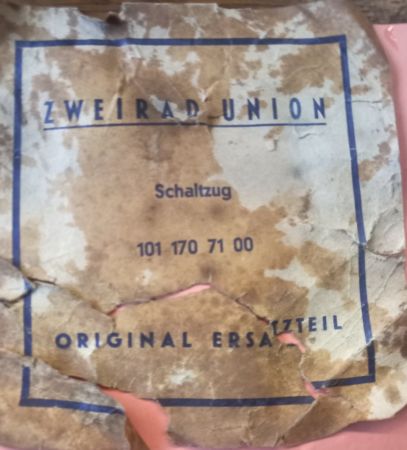 ZWEIRAD UNION
Schaltzug
101 170 71 00
ORIGINAL ERSATZTEIL